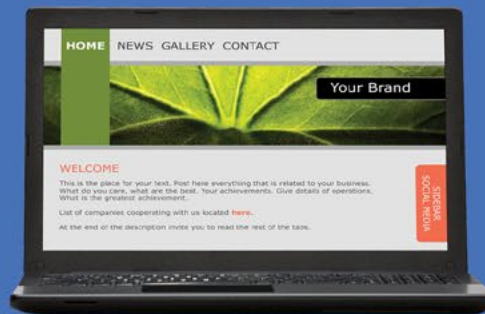 HOME NEWS GALLERY CONTACT
Your Brand
WELCOME
This is the place for your text. Post here everything that is related to your business.
What do you care, what are the best. Your achievements. Give details of operations.
What is the greatest achievement.
List of companies cooperating with us located here.
At the end of the description invite you to read the rest of the tabs.
SIDEBAR
SOCIAL MEDIA